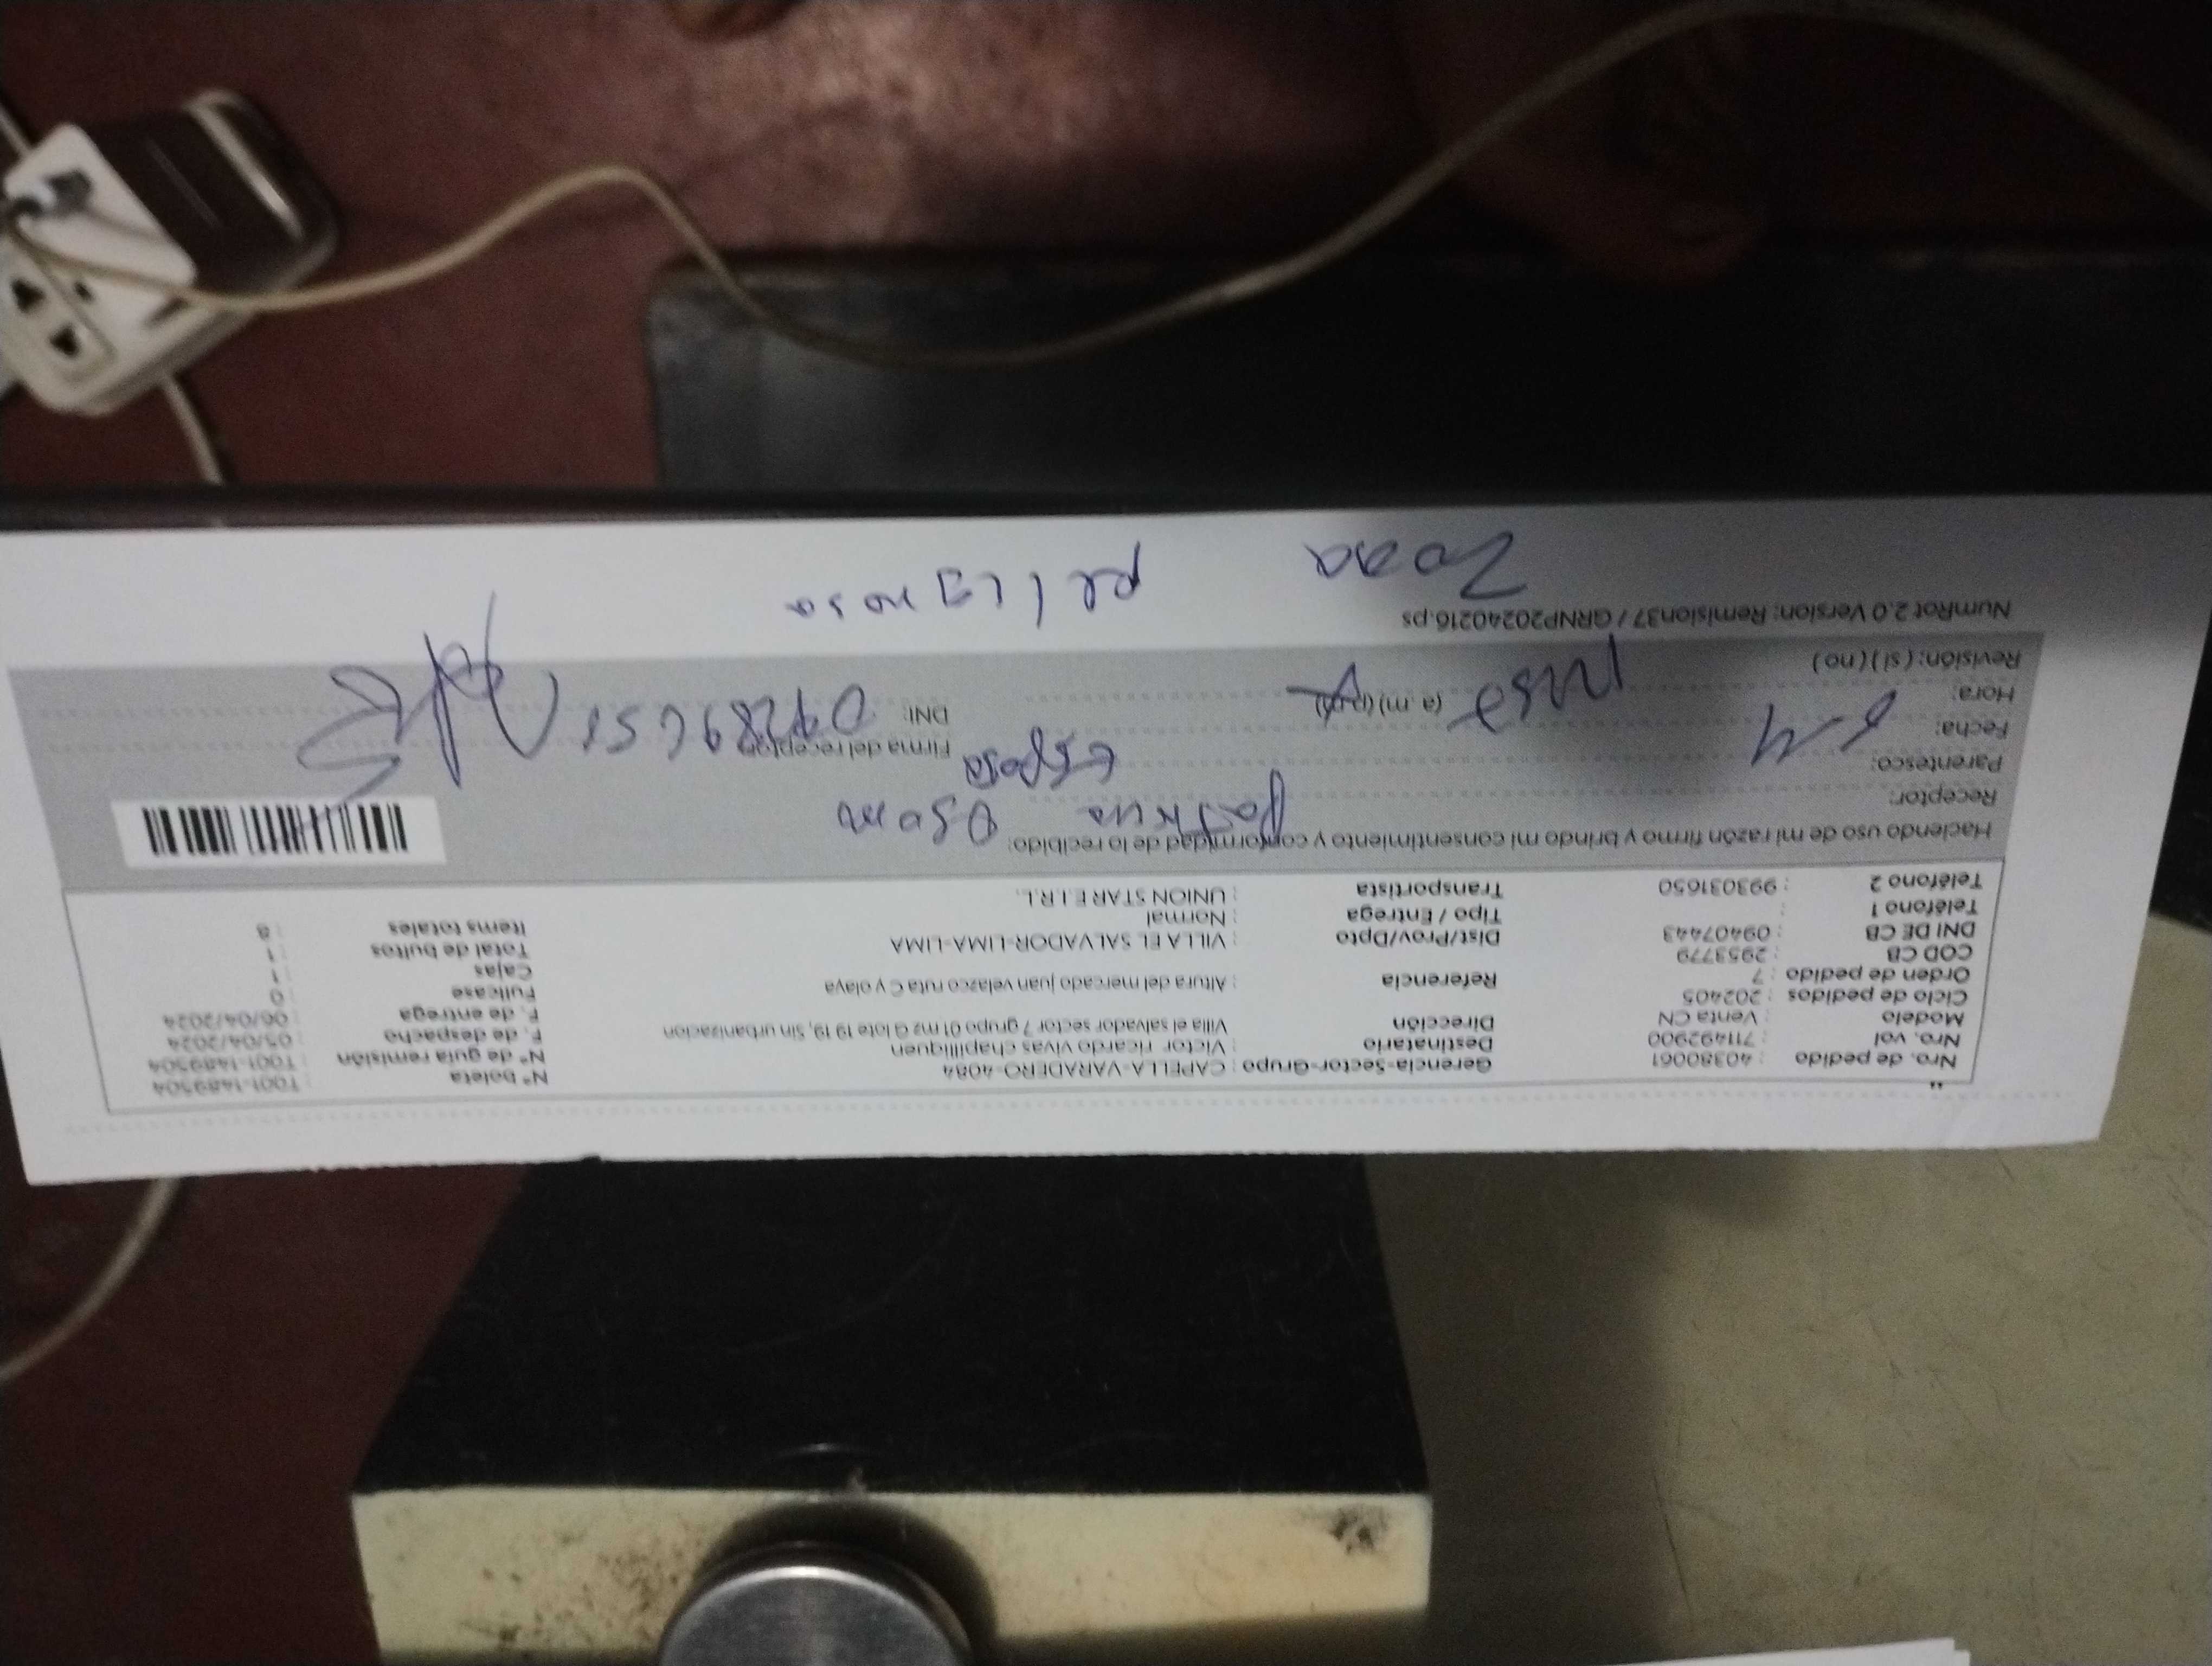 Nro. de pedido : 40380061 Gerencia-Sector-Grupo : CAPELLA-VARADERO-4084 N° boleta : T001-1489504
Nro. vol : 711492900 Destinatario : Victor ricardo vivas chapilliquen N° de guía remisión : T001-1489504
Modelo : Venta CN Dirección : Villa el salvador sector 7 grupo 01 mz G lote 19 19, Sin urbanizacion F. de despacho : 05/04/2024
Ciclo de pedidos : 202405 F. de entrega : 06/04/2024
Orden de pedido : 7 Referencia : Altura del mercado juan velazco ruta C y olaya Fullcase : 0
COD CB : 2953779 Cajas : 1
DNI DE CB : 09407443 Dist/Prov/Dpto : VILLA EL SALVADOR-LIMA-LIMA Total de bultos : 1
Teléfono 1 : Tipo / Entrega : Normal Items totales : 8
Teléfono 2 : 993031650 Transportista : UNION STAR E.I.R.L.
Haciendo uso de mi razón firmo y brindo mi consentimiento y conformidad de lo recibido:
Receptor:
Parentesco: Esposa
Fecha: Firma del receptor
Hora: (a.m) (p.m) DNI:
Revisión: (si) (no)
NumRot 2.0 Version: Remision37 / GRNP20240216.ps
Zona peligrosa